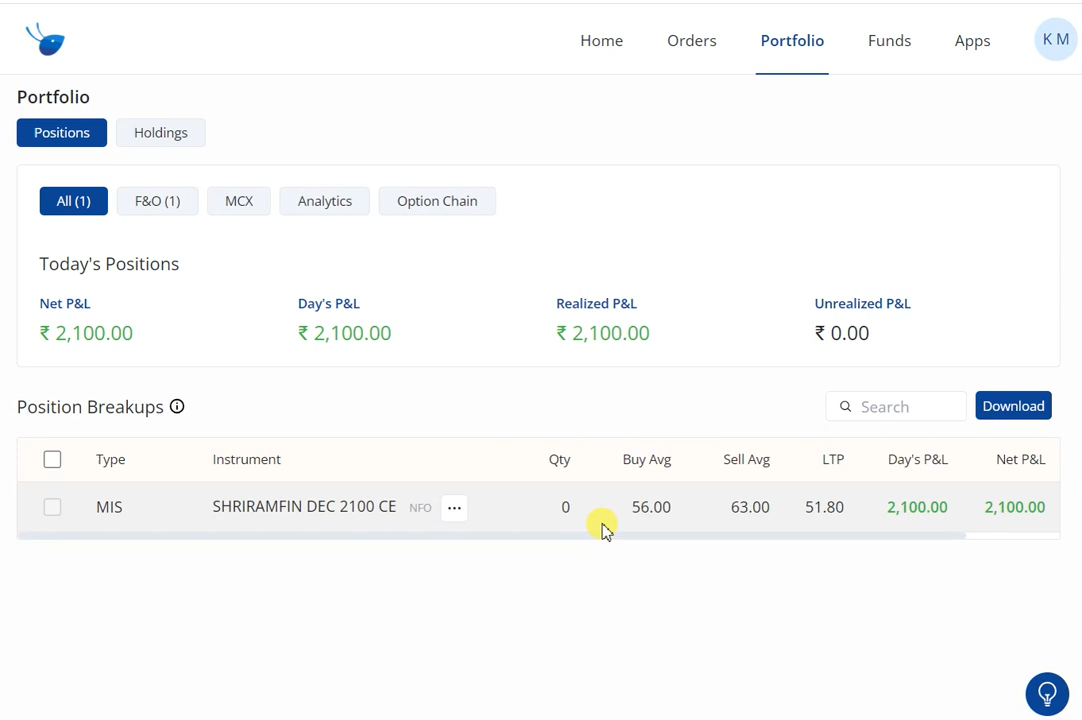 Home Orders Portfolio Funds Apps K M
Portfolio
Positions Holdings
All (1) F&O (1) MCX Analytics Option Chain
Today's Positions
Net P&L Day's P&L Realized P&L Unrealized P&L
₹ 2,100.00 ₹ 2,100.00 ₹ 2,100.00 ₹ 0.00
Position Breakups Search Download
Type Instrument Qty Buy Avg Sell Avg LTP Day's P&L Net P&L
MIS SHRIRAMFIN DEC 2100 CE NFO ... 0 56.00 63.00 51.80 2,100.00 2,100.00